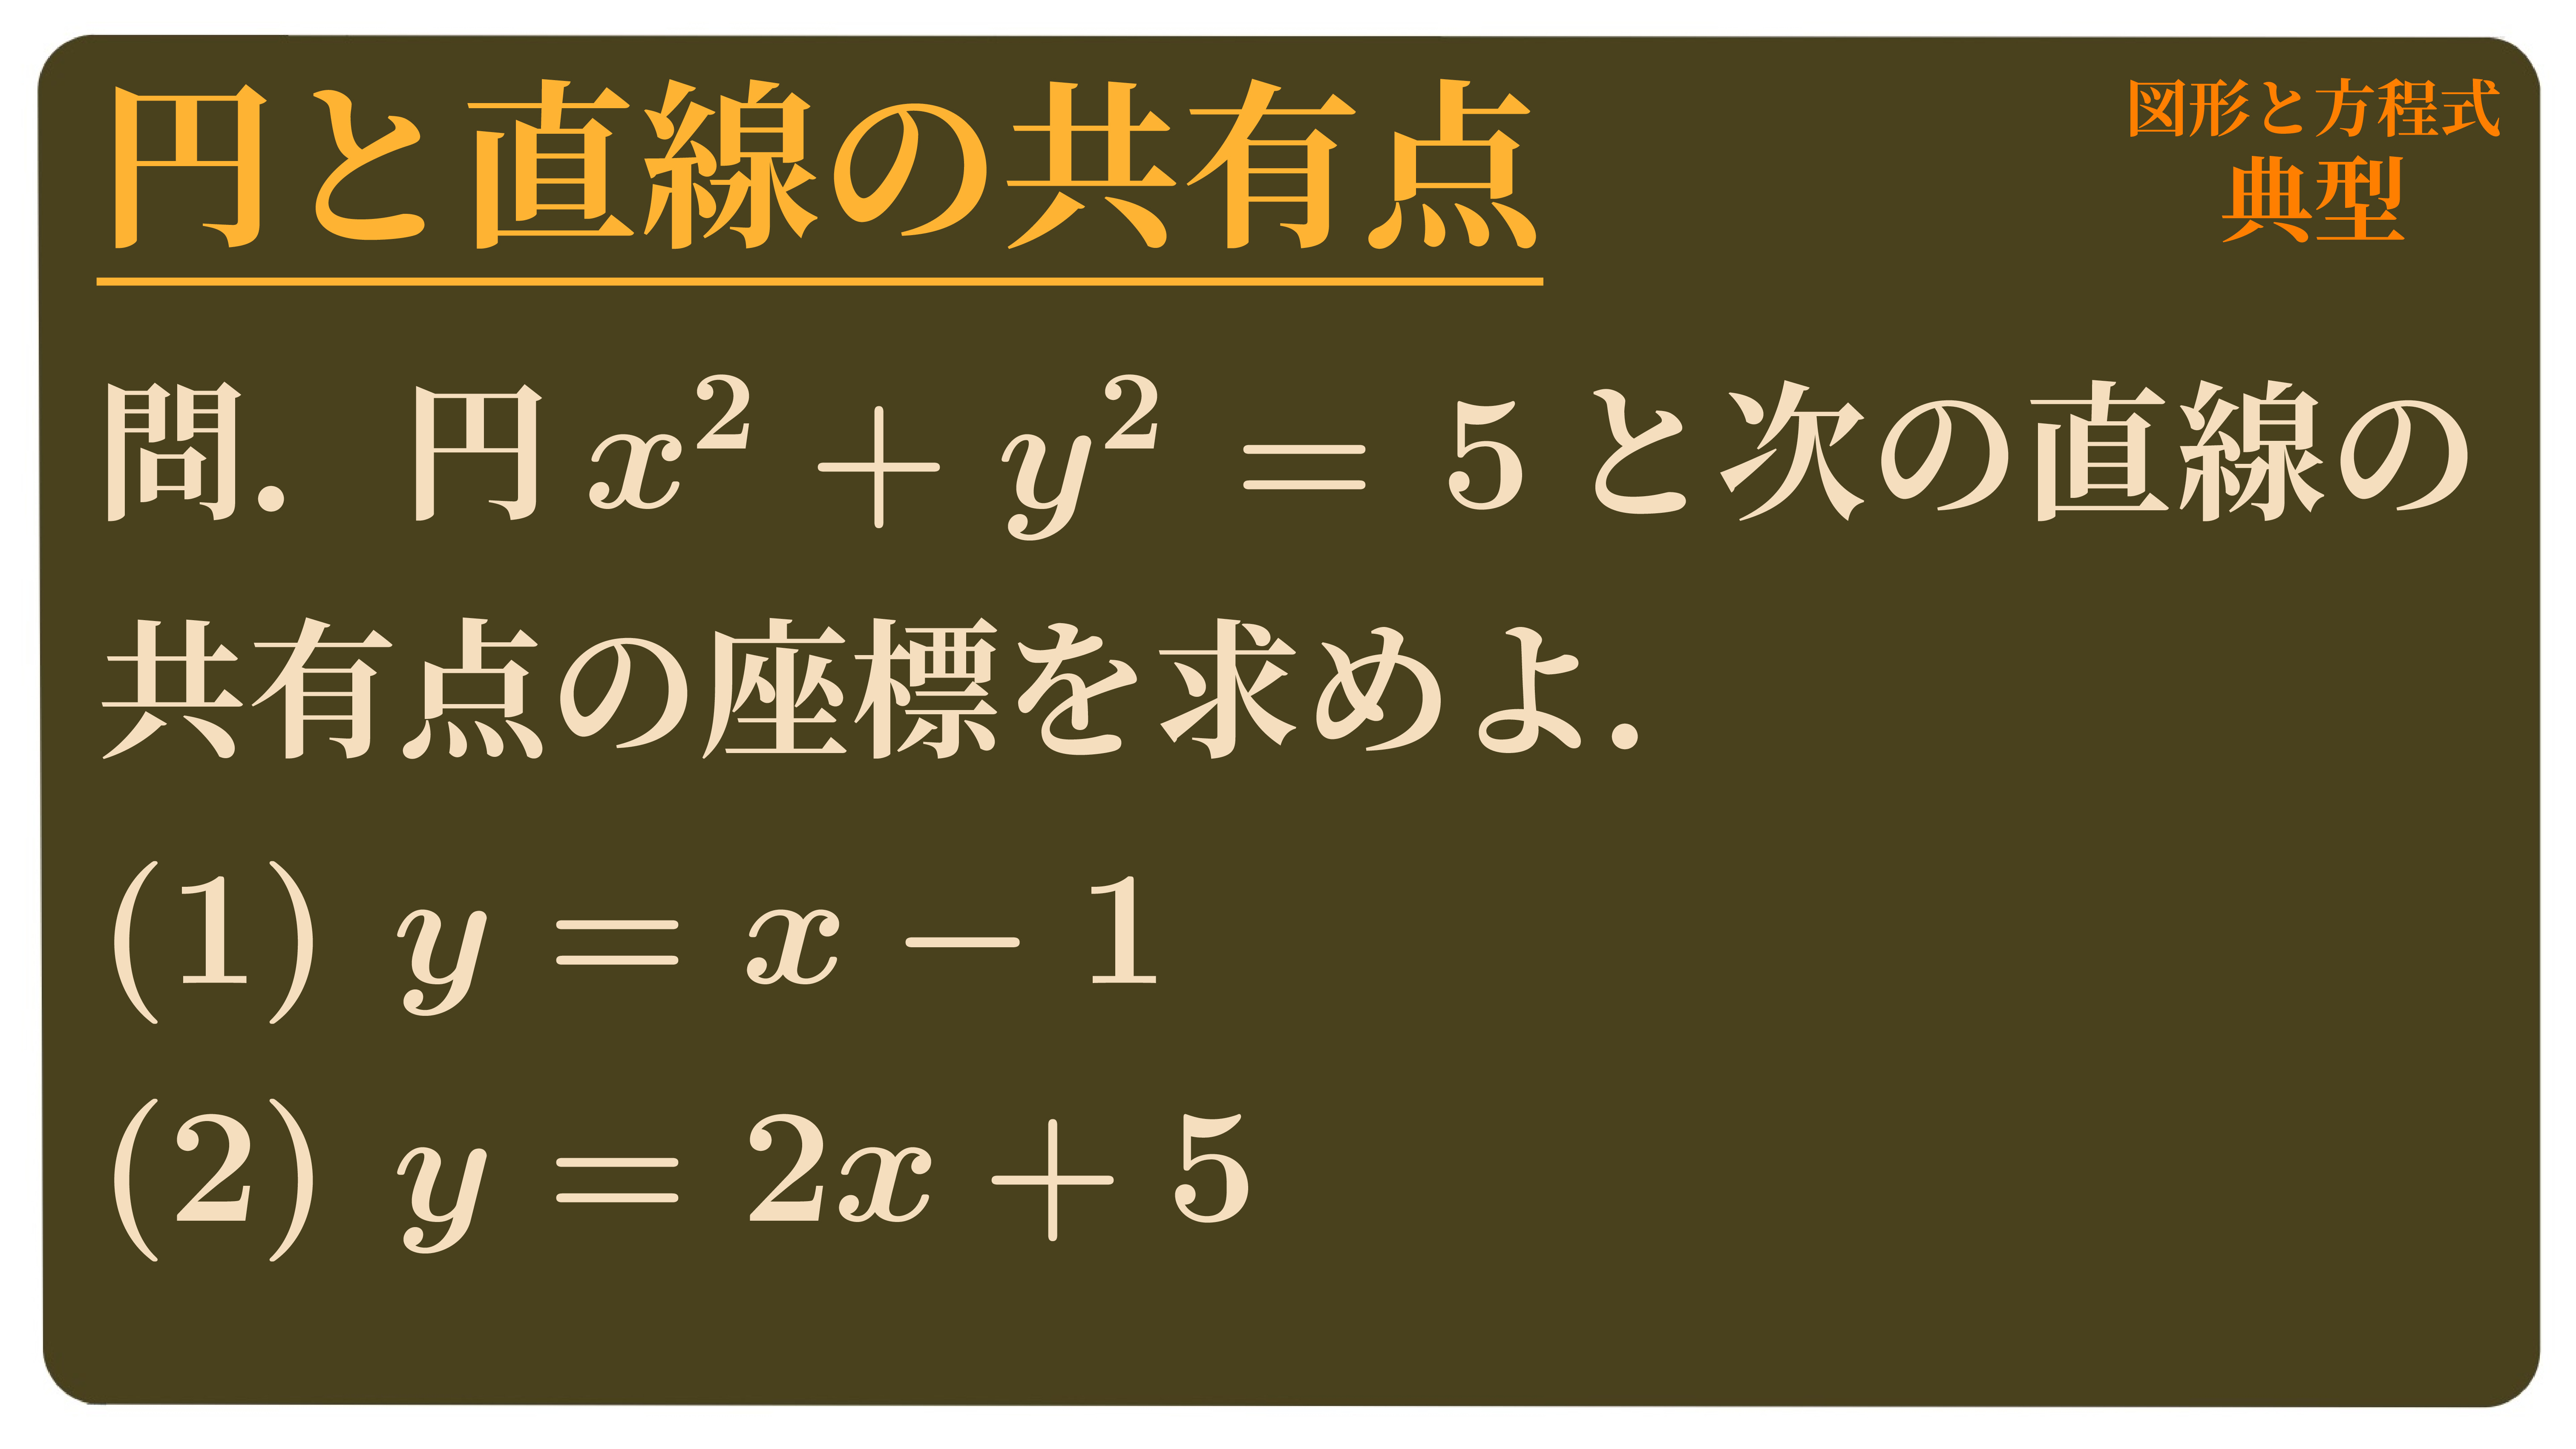 円と直線の共有点
図形と方程式
典型
問. 円 x² + y² = 5 と次の直線の
共有点の座標を求めよ.
(1) y = x − 1
(2) y = 2x + 5